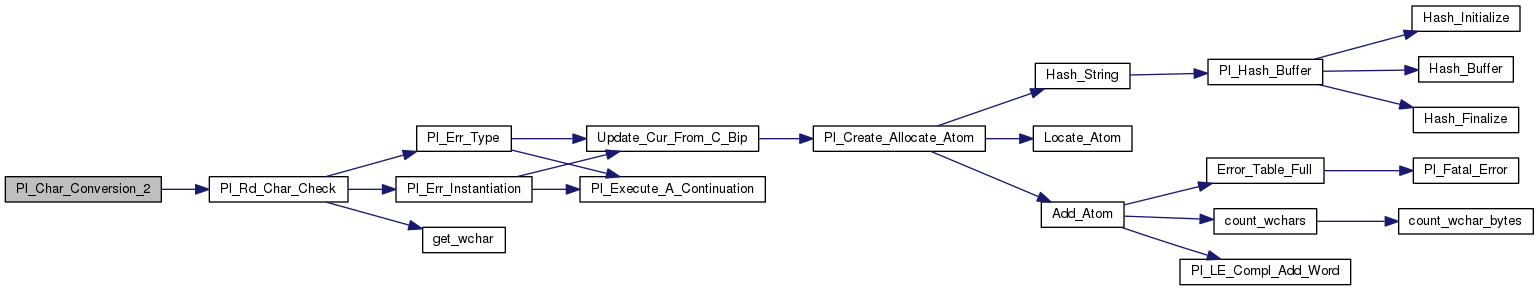 Pl_Char_Conversion_2
Pl_Rd_Char_Check
Pl_Err_Type
Pl_Err_Instantiation
get_wchar
Update_Cur_From_C_Bip
Pl_Execute_A_Continuation
Pl_Create_Allocate_Atom
Hash_String
Locate_Atom
Add_Atom
Pl_Hash_Buffer
Error_Table_Full
count_wchars
Pl_LE_Compl_Add_Word
Hash_Initialize
Hash_Buffer
Hash_Finalize
Pl_Fatal_Error
count_wchar_bytes